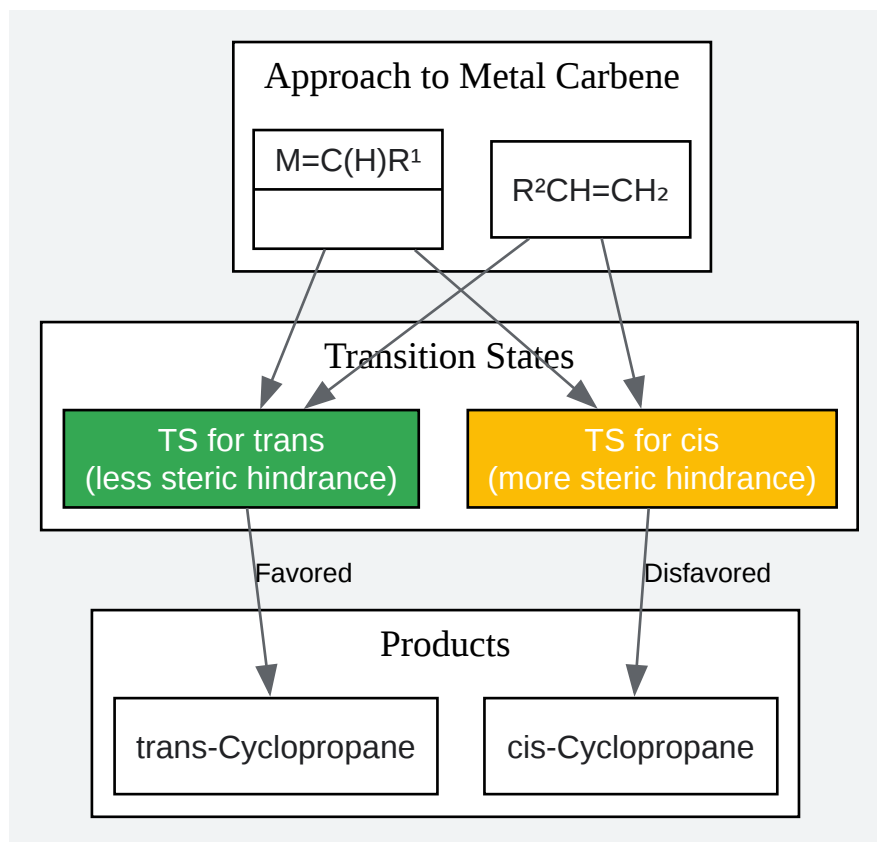 Approach to Metal Carbene
M=C(H)R¹
R²CH=CH₂
Transition States
TS for trans
(less steric hindrance)
TS for cis
(more steric hindrance)
Favored
Disfavored
Products
trans-Cyclopropane
cis-Cyclopropane